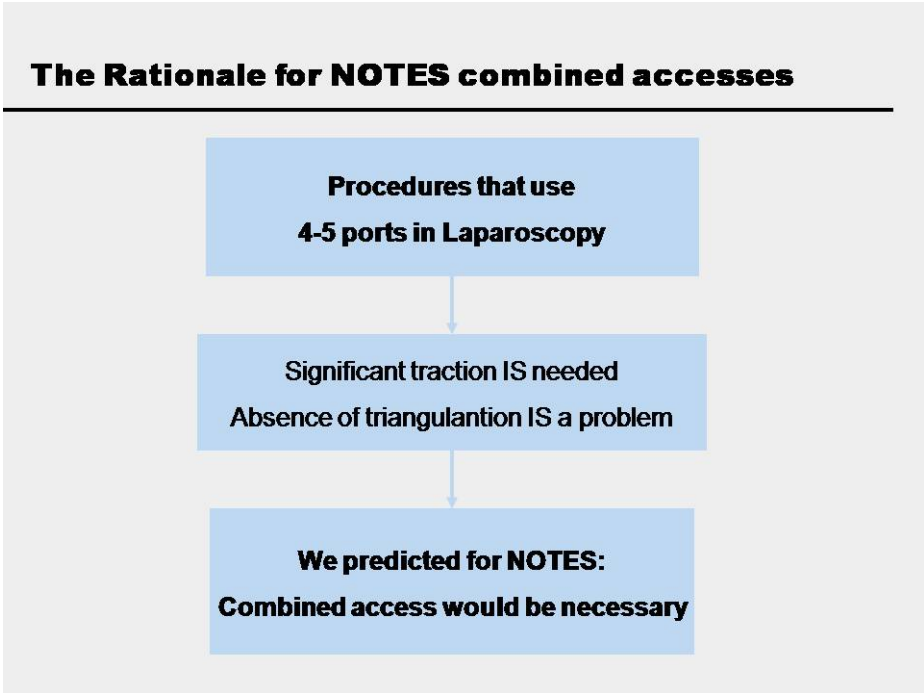 The Rationale for NOTES combined accesses
Procedures that use
4-5 ports in Laparoscopy
Significant traction IS needed
Absence of triangulantion IS a problem
We predicted for NOTES:
Combined access would be necessary